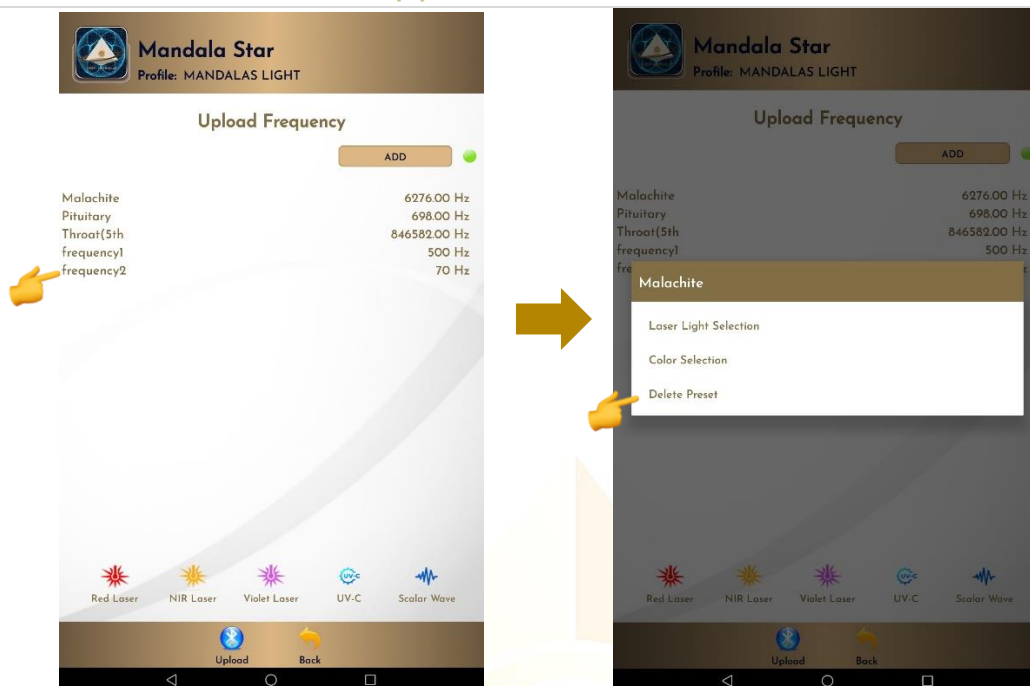 Mandala Star
Profile: MANDALAS LIGHT
Upload Frequency
ADD
Malachite 6276.00 Hz
Pituitary 698.00 Hz
Throat(5th 846582.00 Hz
frequency1 500 Hz
frequency2 70 Hz
Red Laser NIR Laser Violet Laser UV-C Scalar Wave
Upload Back
Mandala Star
Profile: MANDALAS LIGHT
Upload Frequency
ADD
Malachite 6276.00 Hz
Pituitary 698.00 Hz
Throat(5th 846582.00 Hz
frequency1 500 Hz
fre
Malachite
Laser Light Selection
Color Selection
Delete Preset
Red Laser NIR Laser Violet Laser UV-C Scalar Wave
Upload Back